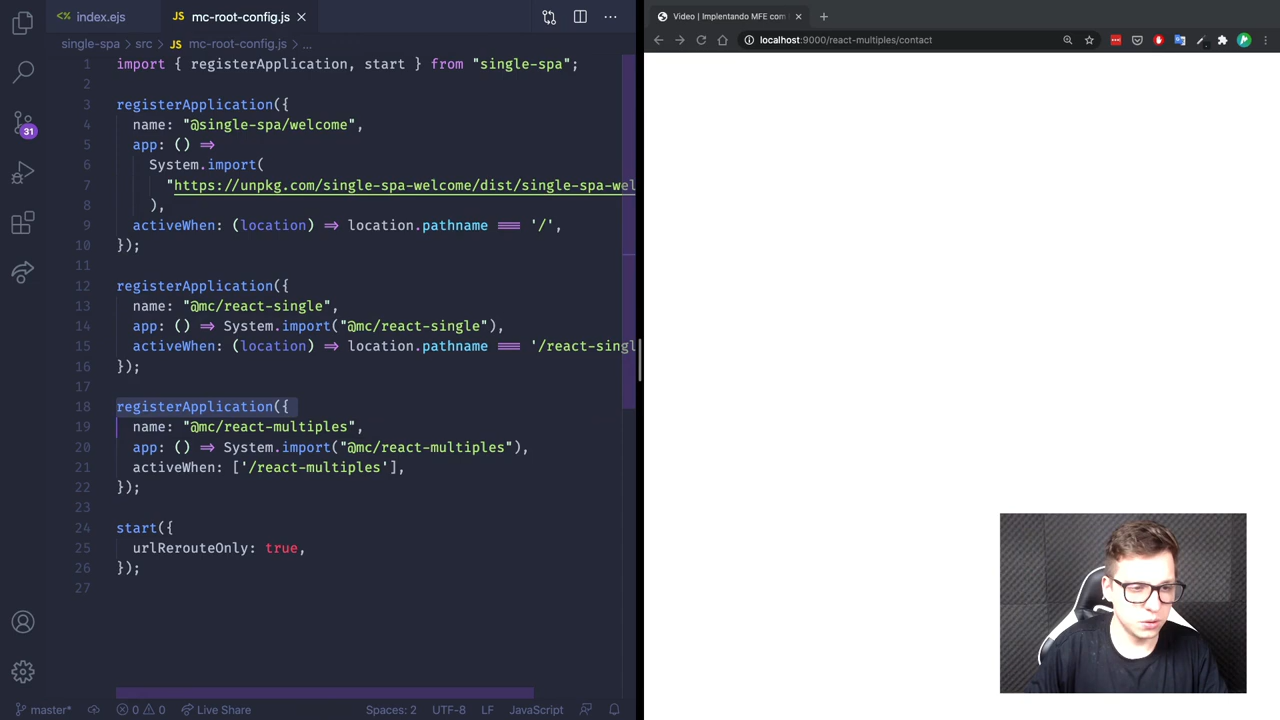 index.ejs
JS mc-root-config.js
single-spa › src › JS mc-root-config.js › ...
1 import { registerApplication, start } from "single-spa";
2
3 registerApplication({
4 name: "@single-spa/welcome",
5 app: () ⇒
6 System.import(
7 "https://unpkg.com/single-spa-welcome/dist/single-spa-wel
8 ),
9 activeWhen: (location) ⇒ location.pathname ≡ '/',
10 });
11
12 registerApplication({
13 name: "@mc/react-single",
14 app: () ⇒ System.import("@mc/react-single"),
15 activeWhen: (location) ⇒ location.pathname ≡ '/react-singl
16 });
17
18 registerApplication({
19 name: "@mc/react-multiples",
20 app: () ⇒ System.import("@mc/react-multiples"),
21 activeWhen: ['/react-multiples'],
22 });
23
24 start({
25 urlRerouteOnly: true,
26 });
27
31
master* 0 0 Live Share Spaces: 2 UTF-8 LF JavaScript
Video | Implentando MFE com
localhost:9000/react-multiples/contact